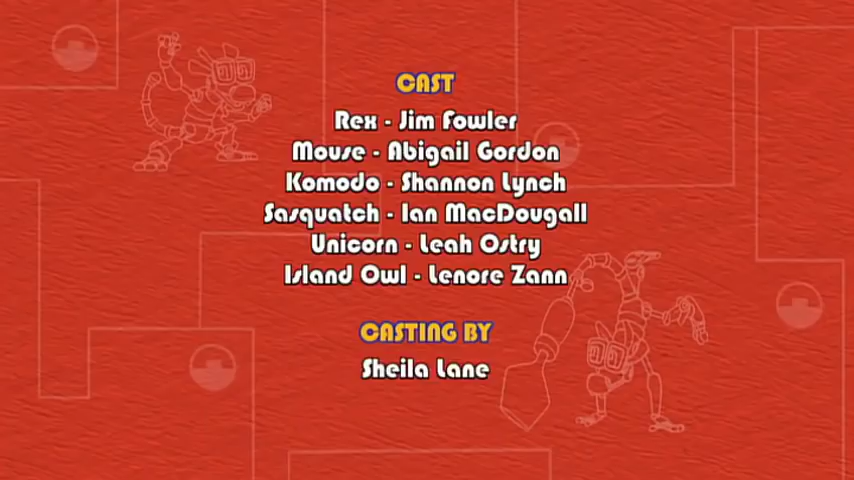 CAST
Rex - Jim Fowler
Mouse - Abigail Gordon
Komodo - Shannon Lynch
Sasquatch - Ian MacDougall
Unicorn - Leah Ostry
Island Owl - Lenore Zann
CASTING BY
Sheila Lane